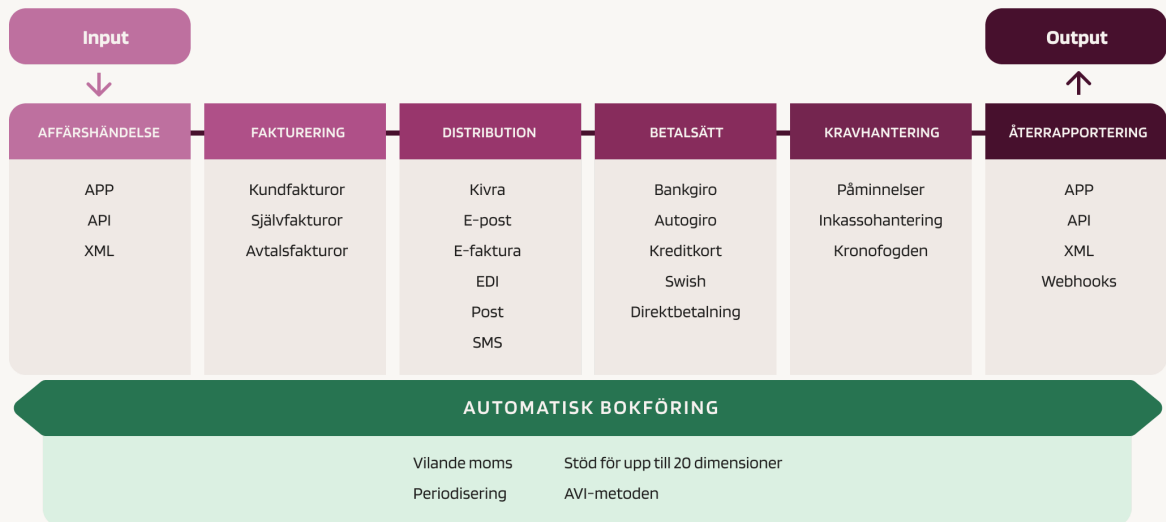 Input
Output
AFFÄRSHÄNDELSE
APP
API
XML
FAKTURERING
Kundfakturor
Självfakturor
Avtalsfakturor
DISTRIBUTION
Kivra
E-post
E-faktura
EDI
Post
SMS
BETALSÄTT
Bankgiro
Autogiro
Kreditkort
Swish
Direktbetalning
KRAVHANTERING
Påminnelser
Inkassohantering
Kronofogden
ÅTERRAPPORTERING
APP
API
XML
Webhooks
AUTOMATISK BOKFÖRING
Vilande moms
Periodisering
Stöd för upp till 20 dimensioner
AVI-metoden